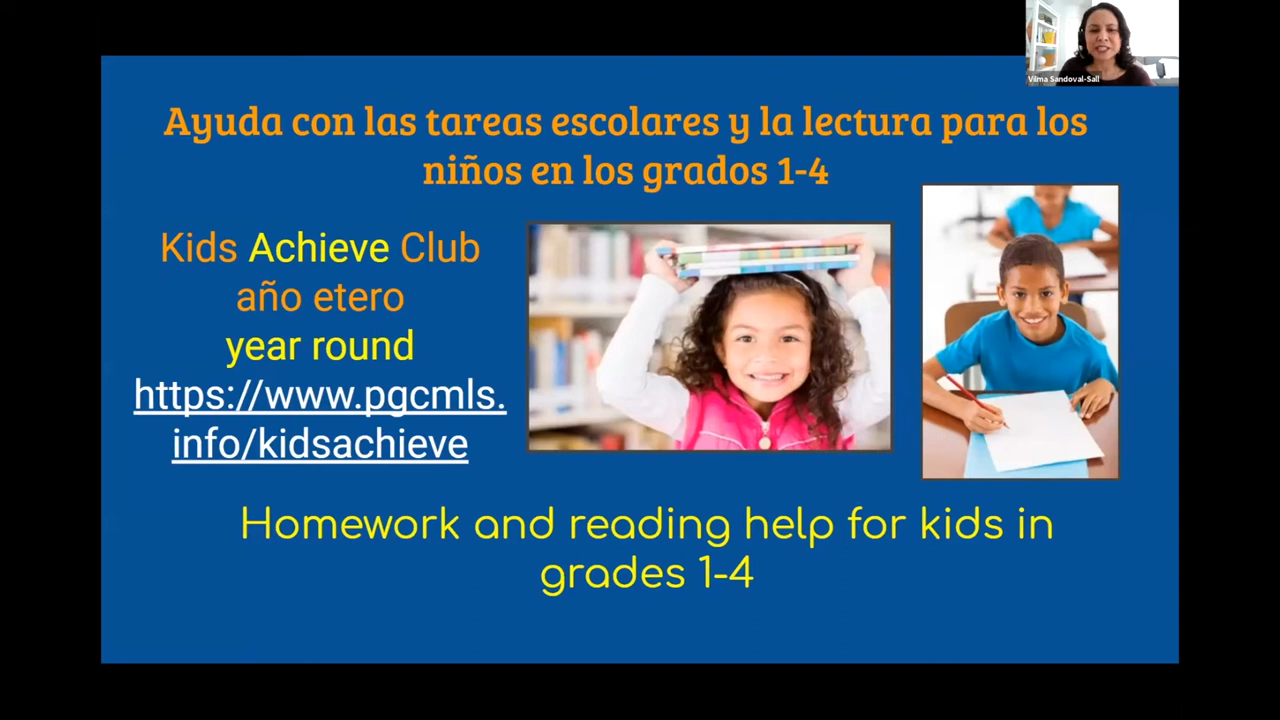 Vilma Sandoval-Sall
Ayuda con las tareas escolares y la lectura para los
niños en los grados 1-4
Kids Achieve Club
año etero
year round
https://www.pgcmls.
info/kidsachieve
Homework and reading help for kids in
grades 1-4